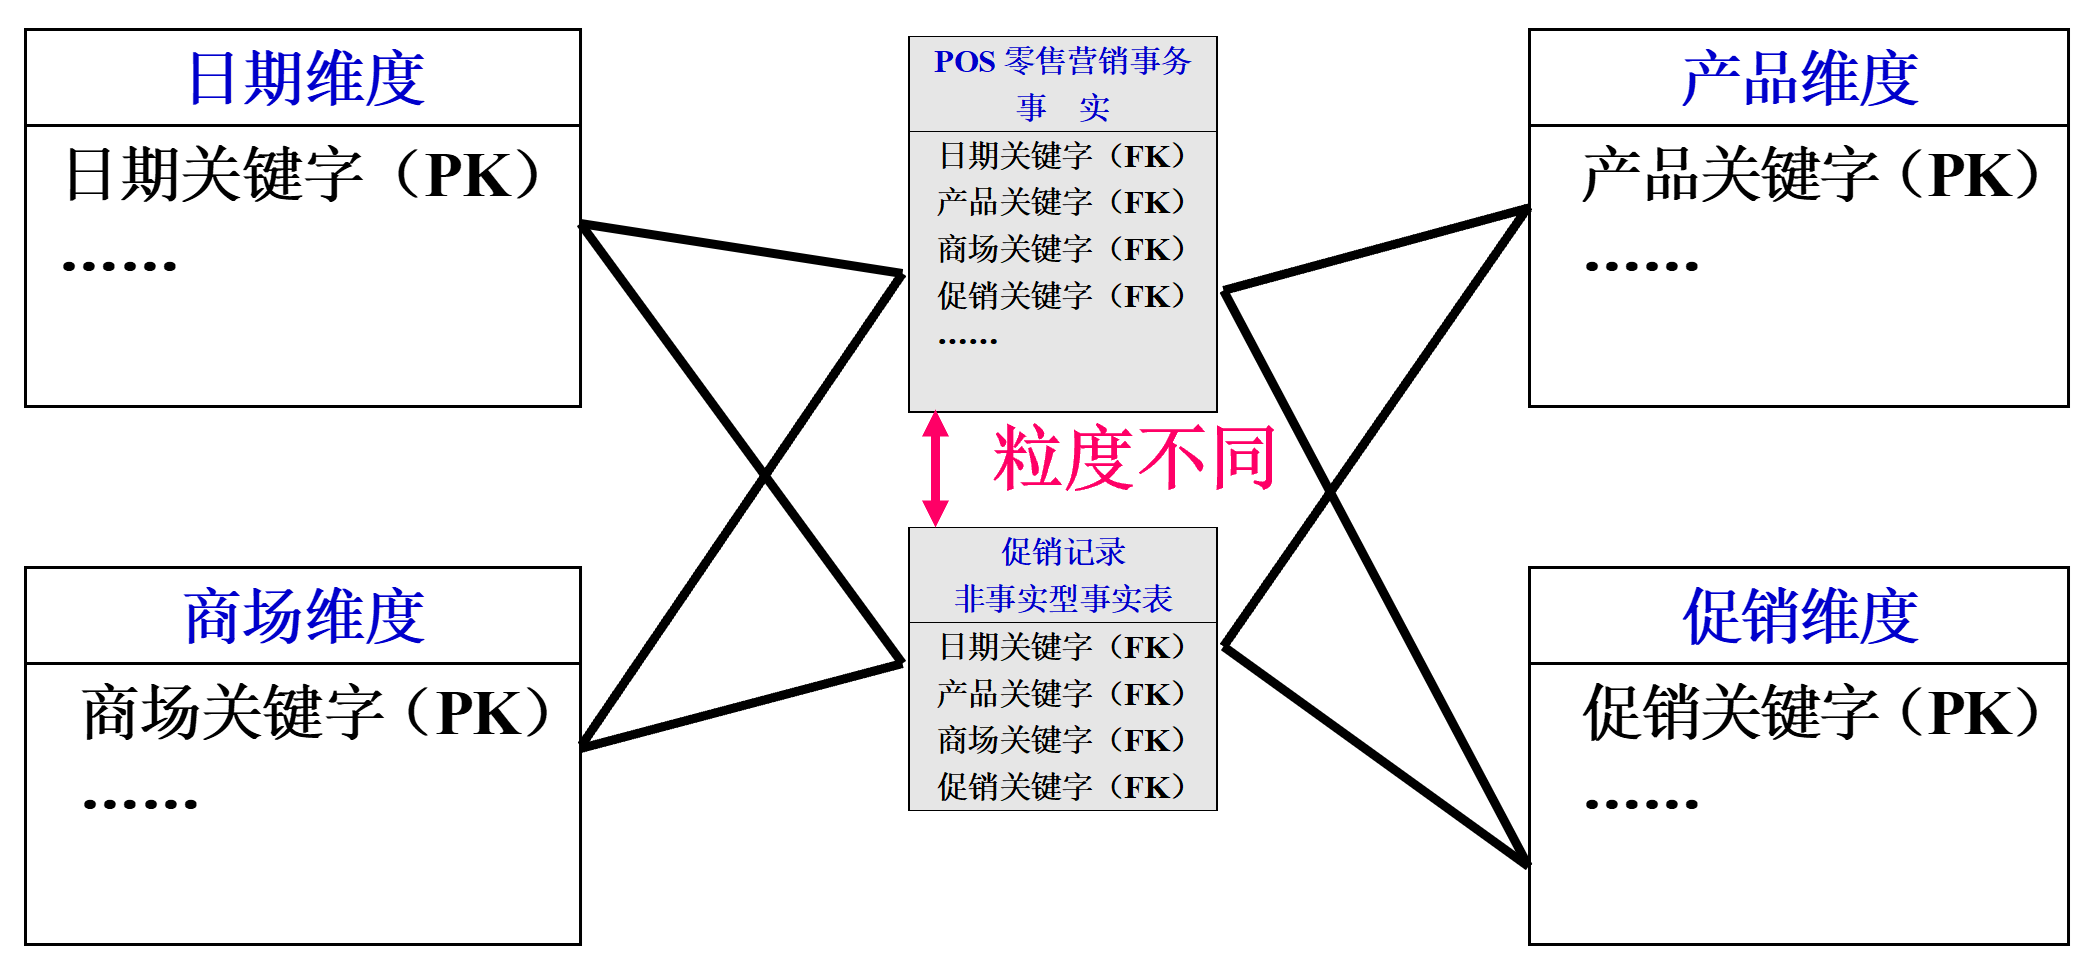 日期维度
日期关键字（PK）
……
POS 零售营销事务
事 实
日期关键字（FK）
产品关键字（FK）
商场关键字（FK）
促销关键字（FK）
……
产品维度
产品关键字（PK）
……
粒度不同
商场维度
商场关键字（PK）
……
促销记录
非事实型事实表
日期关键字（FK）
产品关键字（FK）
商场关键字（FK）
促销关键字（FK）
促销维度
促销关键字（PK）
……